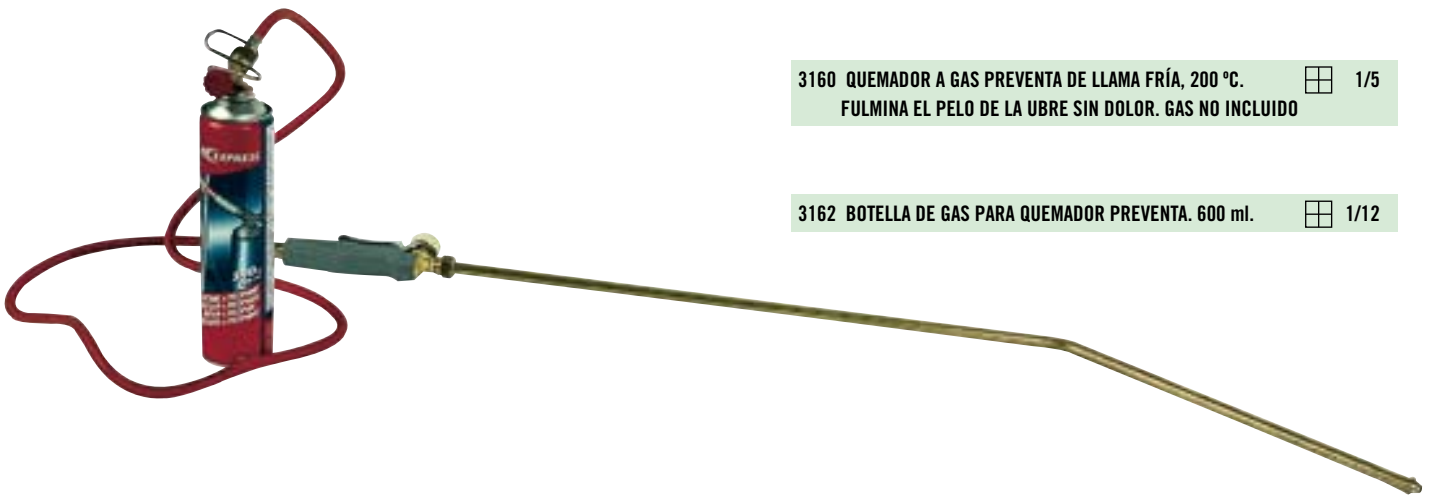 3160 QUEMADOR A GAS PREVENTA DE LLAMA FRÍA, 200 ºC. 1/5
FULMINA EL PELO DE LA UBRE SIN DOLOR. GAS NO INCLUIDO
3162 BOTELLA DE GAS PARA QUEMADOR PREVENTA. 600 ml. 1/12
EXPRESS